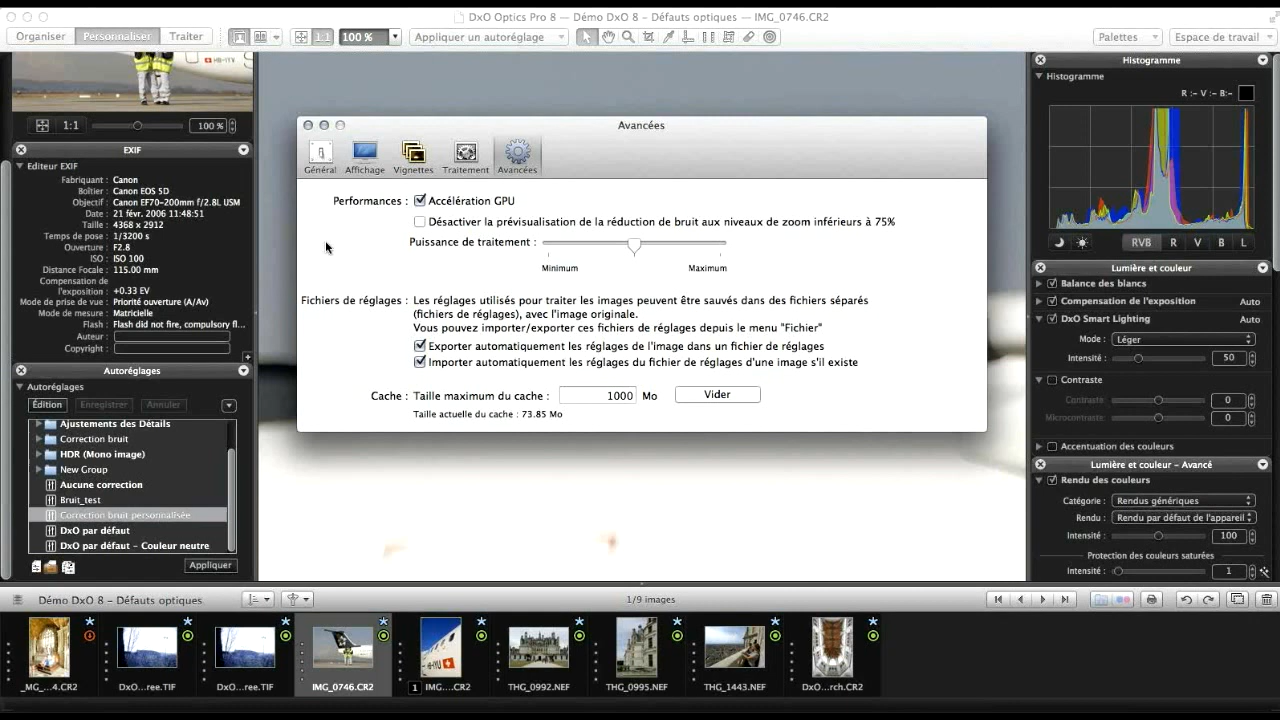 DxO Optics Pro 8 — Démo DxO 8 – Défauts optiques — IMG_0746.CR2
Organiser Personnaliser Traiter 1:1 100 % Appliquer un autoréglage Palettes Espace de travail
HB-IYV
1:1 100 %
EXIF
Editeur EXIF
Fabriquant : Canon
Boîtier : Canon EOS 5D
Objectif : Canon EF70-200mm f/2.8L USM
Date : 21 févr. 2006 11:48:51
Taille : 4368 x 2912
Temps de pose : 1/3200 s
Ouverture : F2.8
ISO : ISO 100
Distance Focale : 115.00 mm
Compensation de
l'exposition : +0.33 EV
Mode de prise de vue : Priorité ouverture (A/Av)
Mode de mesure : Matricielle
Flash : Flash did not fire, compulsory fl...
Auteur :
Copyright :
Autoréglages
Autoréglages
Édition Enregistrer Annuler
Ajustements des Détails
Correction bruit
HDR (Mono image)
New Group
Aucune correction
Bruit_test
Correction bruit personnalisée
DxO par défaut
DxO par défaut – Couleur neutre
Appliquer
Avancées
Général Affichage Vignettes Traitement Avancées
Performances : Accélération GPU
Désactiver la prévisualisation de la réduction de bruit aux niveaux de zoom inférieurs à 75%
Puissance de traitement :
Minimum Maximum
Fichiers de réglages : Les réglages utilisés pour traiter les images peuvent être sauvés dans des fichiers séparés
(fichiers de réglages), avec l'image originale.
Vous pouvez importer/exporter ces fichiers de réglages depuis le menu "Fichier"
Exporter automatiquement les réglages de l'image dans un fichier de réglages
Importer automatiquement les réglages du fichier de réglages d'une image s'il existe
Cache : Taille maximum du cache : 1000 Mo Vider
Taille actuelle du cache : 73.85 Mo
Histogramme
Histogramme
R :– V :– B:–
RVB R V B L
Lumière et couleur
Balance des blancs
Compensation de l'exposition Auto
DxO Smart Lighting Auto
Mode : Léger
Intensité : 50
Contraste
Contraste : 0
Microcontraste : 0
Accentuation des couleurs
Lumière et couleur – Avancé
Rendu des couleurs
Catégorie : Rendus génériques
Rendu : Rendu par défaut de l'appareil
Intensité : 100
Protection des couleurs saturées
Intensité : 1
Démo DxO 8 – Défauts optiques 1/9 images
HB-IYU
_MG_...4.CR2 DxO...ree.TIF DxO...ree.TIF IMG_0746.CR2 1 IMG....CR2 THG_0992.NEF THG_0995.NEF THG_1443.NEF DxO...rch.CR2